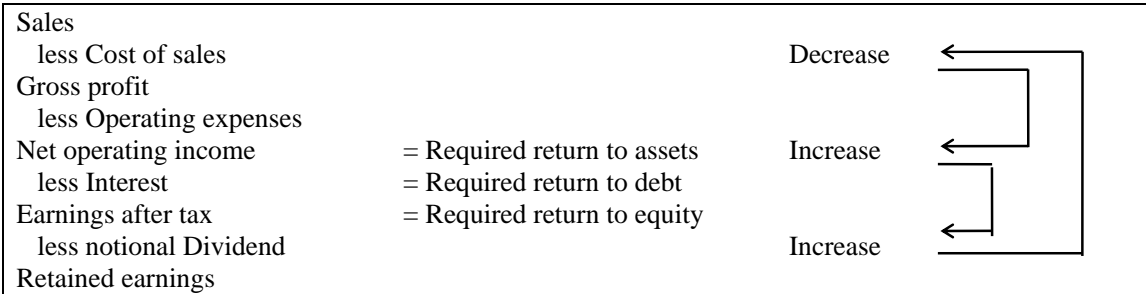 Sales
less Cost of sales Decrease
Gross profit
less Operating expenses
Net operating income = Required return to assets Increase
less Interest = Required return to debt
Earnings after tax = Required return to equity
less notional Dividend Increase
Retained earnings